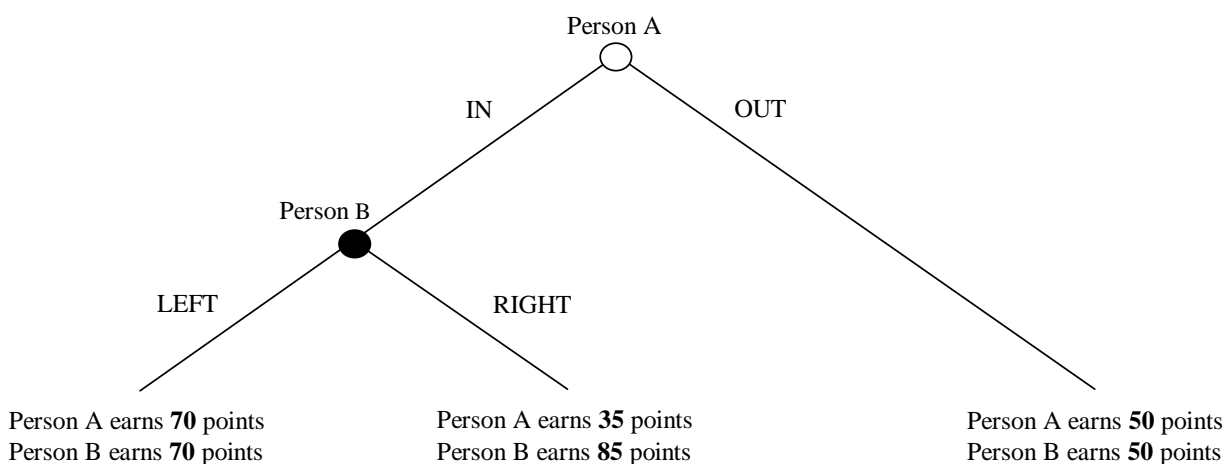 Person A
IN
OUT
Person B
LEFT
RIGHT
Person A earns 70 points
Person B earns 70 points
Person A earns 35 points
Person B earns 85 points
Person A earns 50 points
Person B earns 50 points